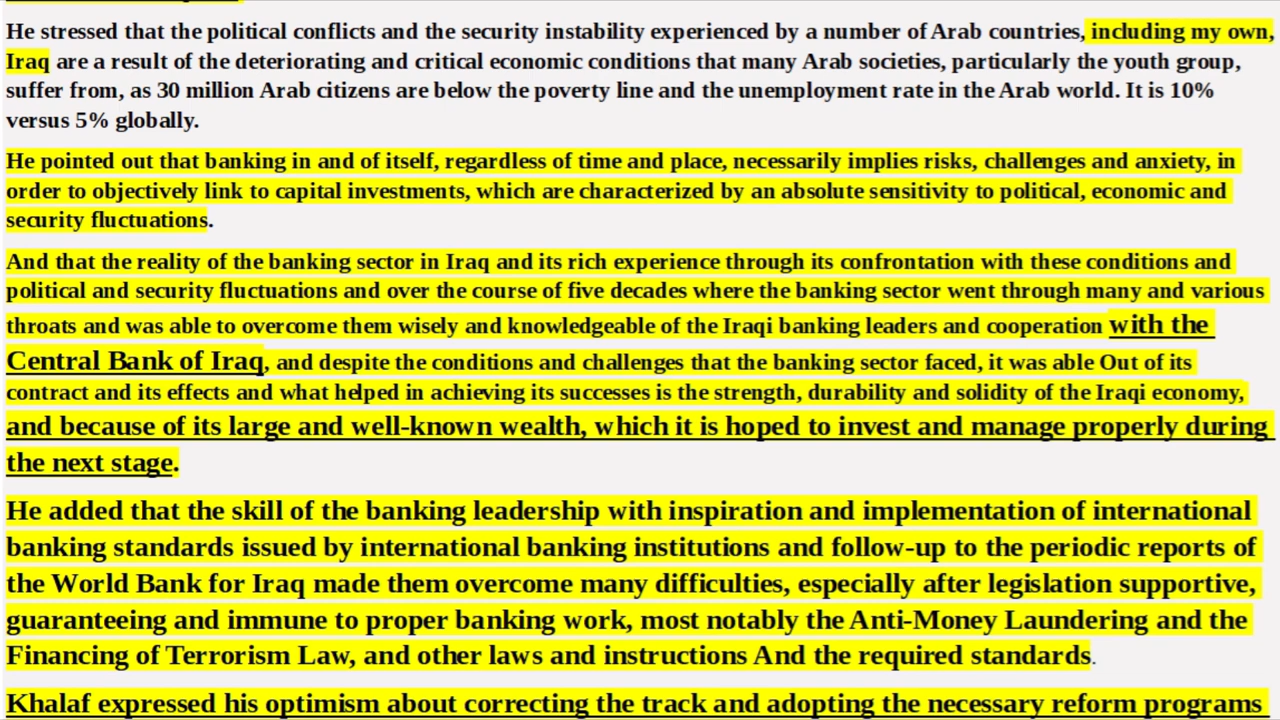 He stressed that the political conflicts and the security instability experienced by a number of Arab countries, including my own,
Iraq are a result of the deteriorating and critical economic conditions that many Arab societies, particularly the youth group,
suffer from, as 30 million Arab citizens are below the poverty line and the unemployment rate in the Arab world. It is 10%
versus 5% globally.
He pointed out that banking in and of itself, regardless of time and place, necessarily implies risks, challenges and anxiety, in
order to objectively link to capital investments, which are characterized by an absolute sensitivity to political, economic and
security fluctuations.
And that the reality of the banking sector in Iraq and its rich experience through its confrontation with these conditions and
political and security fluctuations and over the course of five decades where the banking sector went through many and various
throats and was able to overcome them wisely and knowledgeable of the Iraqi banking leaders and cooperation with the
Central Bank of Iraq, and despite the conditions and challenges that the banking sector faced, it was able Out of its
contract and its effects and what helped in achieving its successes is the strength, durability and solidity of the Iraqi economy,
and because of its large and well-known wealth, which it is hoped to invest and manage properly during
the next stage.
He added that the skill of the banking leadership with inspiration and implementation of international
banking standards issued by international banking institutions and follow-up to the periodic reports of
the World Bank for Iraq made them overcome many difficulties, especially after legislation supportive,
guaranteeing and immune to proper banking work, most notably the Anti-Money Laundering and the
Financing of Terrorism Law, and other laws and instructions And the required standards.
Khalaf expressed his optimism about correcting the track and adopting the necessary reform programs